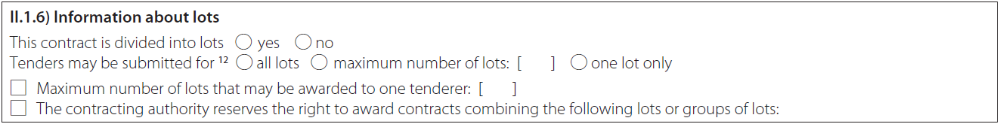 II.1.6) Information about lots
This contract is divided into lots ◯ yes ◯ no
Tenders may be submitted for ¹² ◯ all lots ◯ maximum number of lots: [ ] ◯ one lot only
☐ Maximum number of lots that may be awarded to one tenderer: [ ]
☐ The contracting authority reserves the right to award contracts combining the following lots or groups of lots: